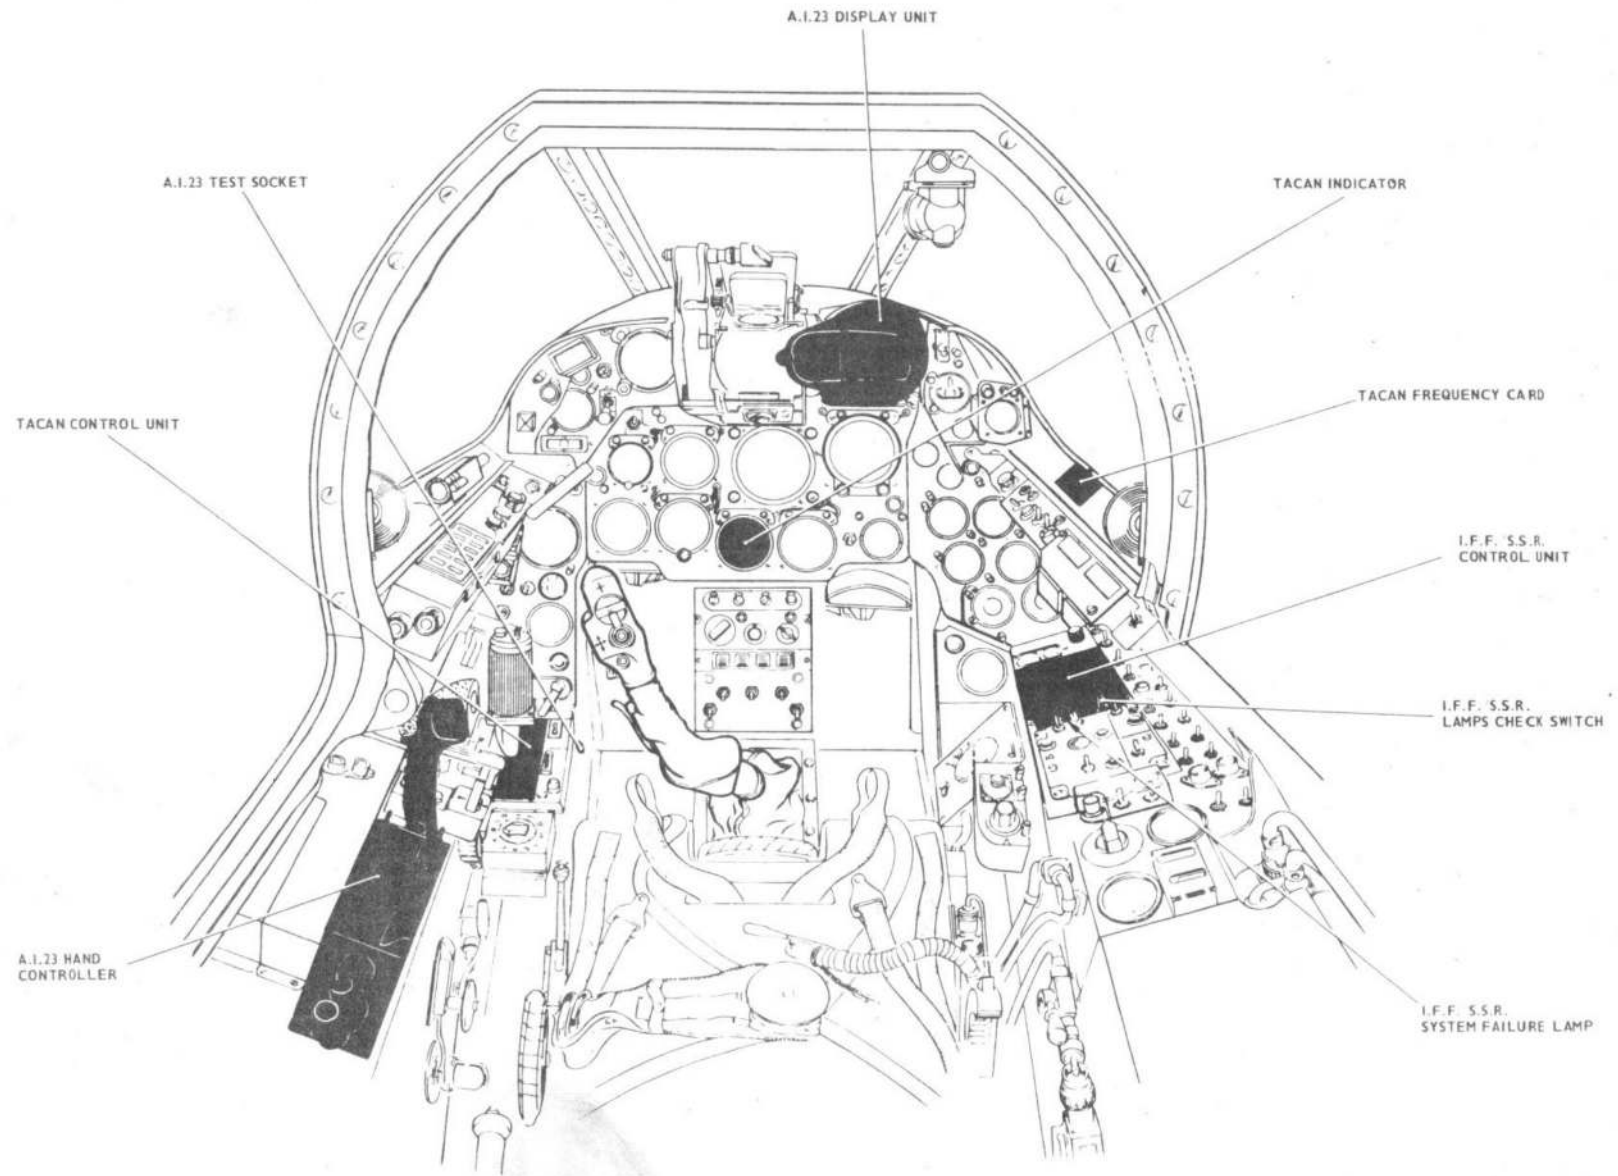 A.I.23 DISPLAY UNIT
A.I.23 TEST SOCKET
TACAN INDICATOR
TACAN CONTROL UNIT
TACAN FREQUENCY CARD
I.F.F. S.S.R.
CONTROL UNIT
I.F.F. S.S.R.
LAMPS CHECK SWITCH
A.I.23 HAND
CONTROLLER
I.F.F. S.S.R.
SYSTEM FAILURE LAMP